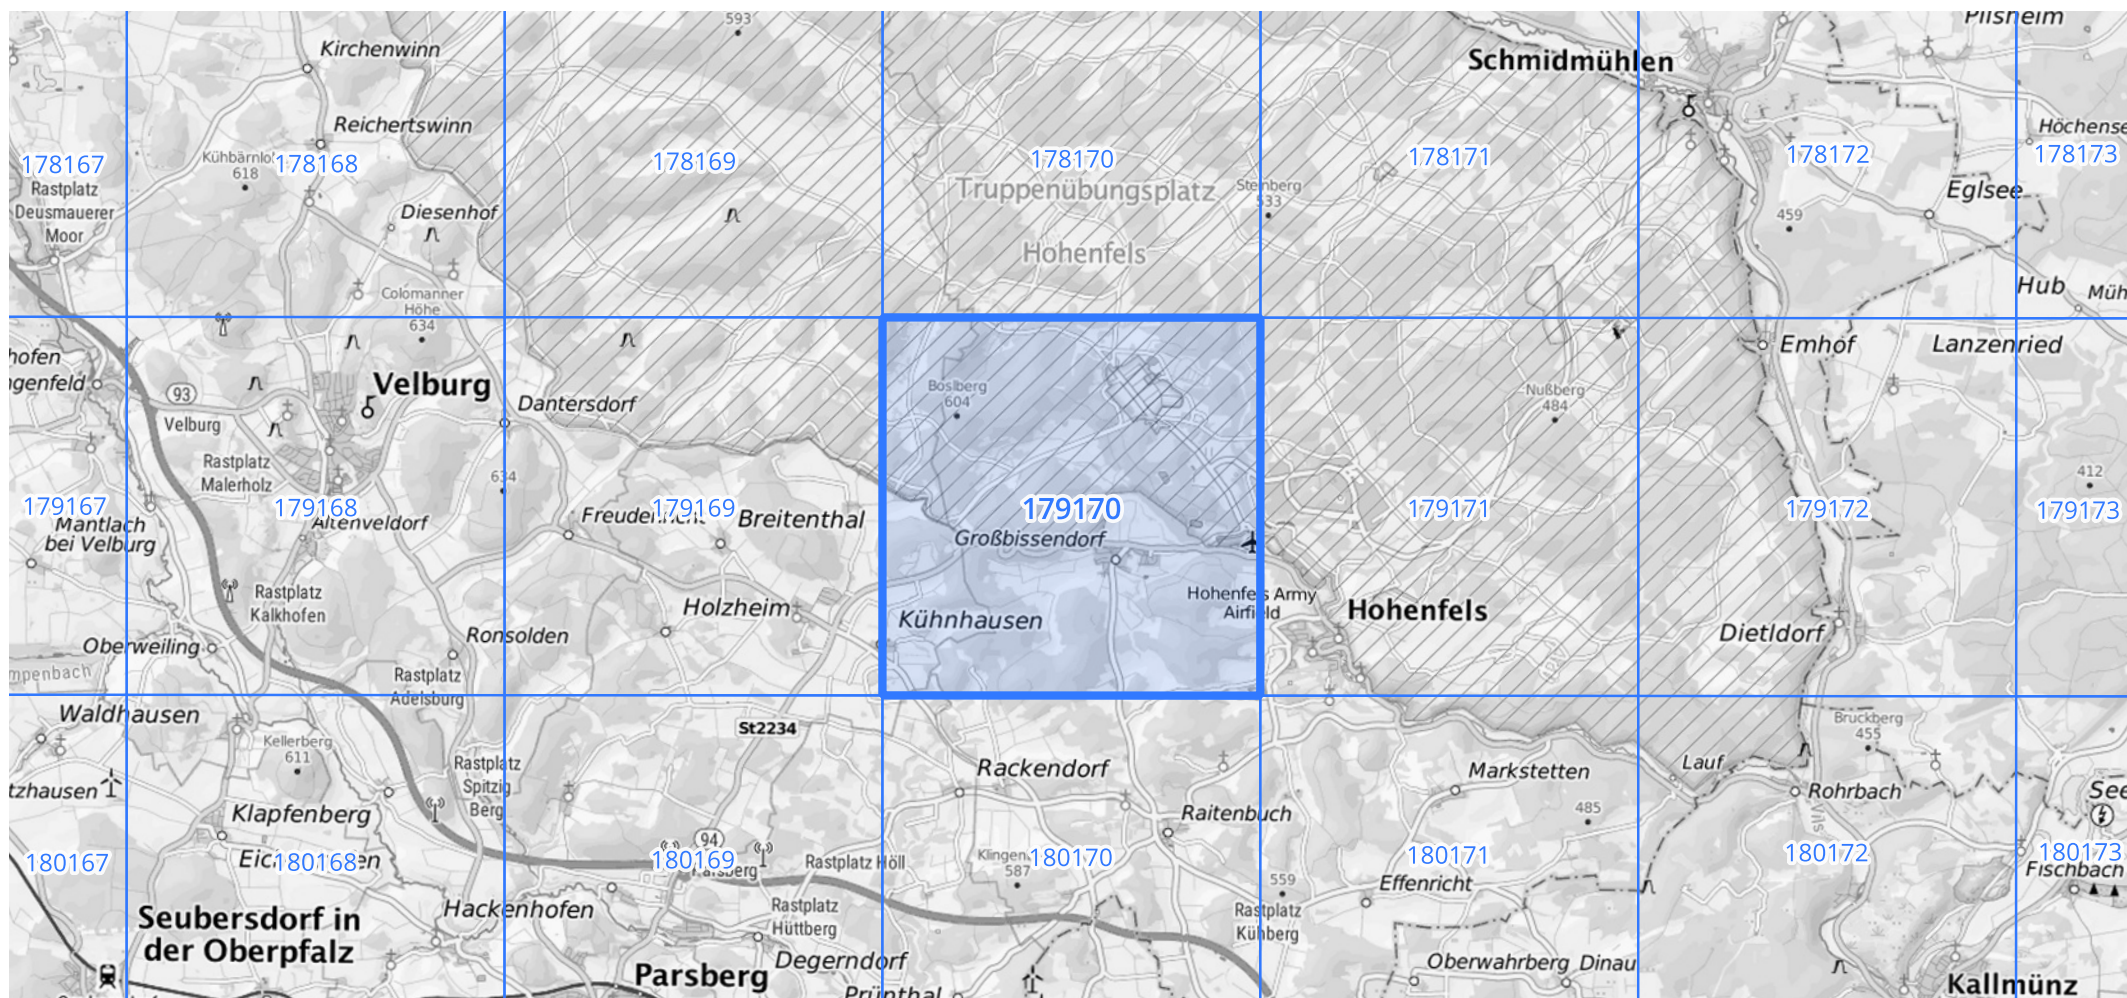 593
Pilsheim
Kirchenwinn
Schmidmühlen
Reichertswinn
Höchense
178167
178168
178169
178170
178171
178172
178173
618
Rastplatz
Deusmauerer
Moor
Truppenübungsplatz
Hohenfels
Steinberg
533
Eglsee
Diesenhof
459
Colomanner
Höhe
634
Hub
Müh
hofen
ngenfeld
Emhof
Lanzenried
93
Velburg
Velburg
Dantersdorf
Boslberg
604
Nußberg
484
Rastplatz
Malerholz
634
412
179167
179168
179169
179170
179171
179172
179173
Mantlach
bei Velburg
Altenveldorf
Breitenthal
Großbissendorf
Rastplatz
Kalkhofen
Holzheim
Kühnhausen
Hohenfels Army
Airfield
Hohenfels
Dietldorf
Oberweiling
Ronsolden
mpenbach
Rastplatz
Adelsburg
Waldhausen
St2234
Kellerberg
611
Bruckberg
455
Rastplatz
Spitzig
Berg
Rackendorf
Markstetten
Lauf
tzhausen
Rohrbach
See
Klapfenberg
Raitenbuch
485
Vils
94
Parsberg
Rastplatz Höll
180167
180168
180169
180170
180171
180172
180173
587
Fischbach
559
Effenricht
Hackenhofen
Rastplatz
Hüttberg
Rastplatz
Kühberg
Seubersdorf in
der Oberpfalz
Degerndorf
Parsberg
Oberwahrberg
Dinau
Prünthal
Kallmünz